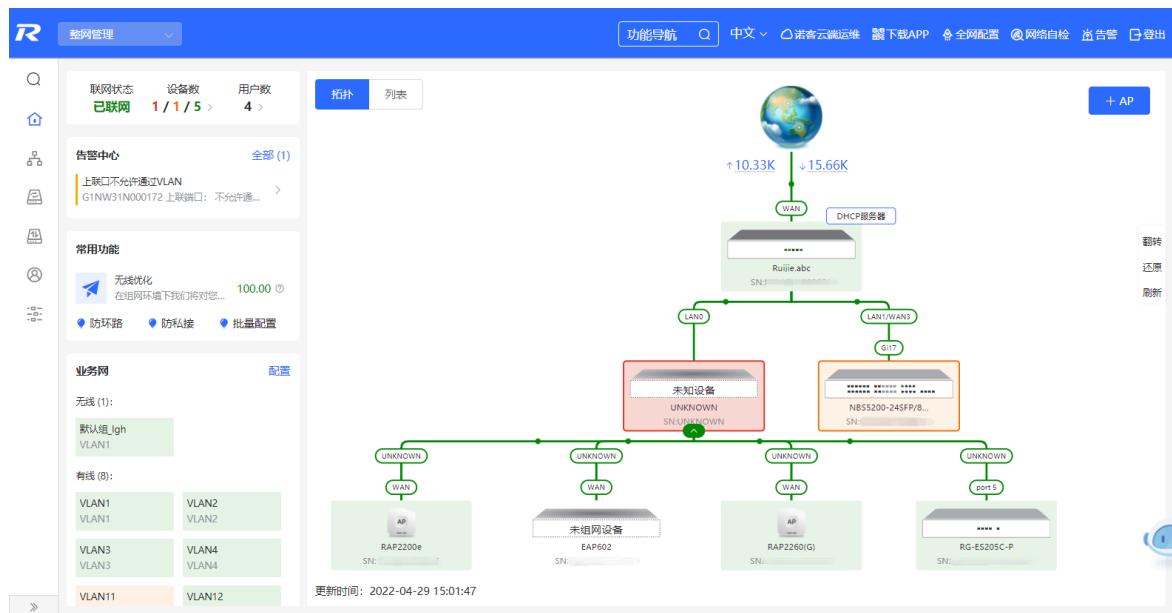 整网管理
功能导航
中文
诺客云端运维
下载APP
全网配置
网络自检
告警
登出
联网状态 设备数 用户数
已联网 1 / 1 / 5 4
告警中心 全部 (1)
上联口不允许通过VLAN
G1NW31N000172 上联端口: 不允许通...
常用功能
无线优化
在组网环境下我们将对您...
100.00
防环路 防私接 批量配置
业务网 配置
无线 (1):
默认组_lgh
VLAN1
有线 (8):
VLAN1 VLAN2
VLAN1 VLAN2
VLAN3 VLAN4
VLAN3 VLAN4
VLAN11 VLAN12
拓扑 列表
+ AP
↑10.33K ↓15.66K
WAN
DHCP服务器
Ruijie.abc
SN:
LAN0 LAN1/WAN3
Gi17
未知设备
UNKNOWN
SN:UNKNOWN
NBS5200-24SFP/8...
SN:
UNKNOWN UNKNOWN UNKNOWN UNKNOWN
WAN WAN WAN port 5
AP
RAP2200e
SN:
未组网设备
EAP602
SN:
AP
RAP2260(G)
SN:
RG-ES205C-P
SN:
翻转
还原
刷新
更新时间: 2022-04-29 15:01:47